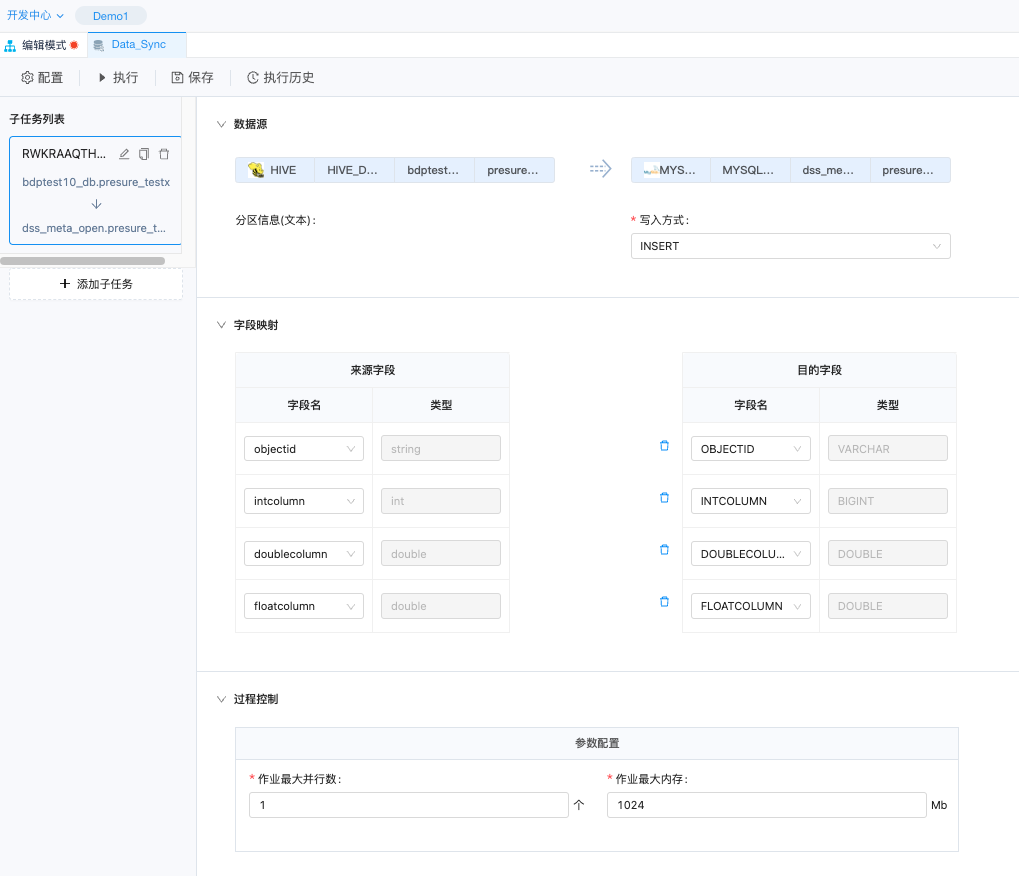 开发中心 Demo1
编辑模式 Data_Sync
配置 执行 保存 执行历史
子任务列表
RWKRAAQTH...
bdptest10_db.presure_testx
dss_meta_open.presure_t...
添加子任务
数据源
HIVE HIVE_D... bdptest... presure... MYS... MYSQL... dss_me... presure...
分区信息(文本): * 写入方式:
INSERT
字段映射
来源字段 目的字段
字段名 类型 字段名 类型
objectid string OBJECTID VARCHAR
intcolumn int INTCOLUMN BIGINT
doublecolumn double DOUBLECOLU... DOUBLE
floatcolumn double FLOATCOLUMN DOUBLE
过程控制
参数配置
* 作业最大并行数: * 作业最大内存:
1 个 1024 Mb